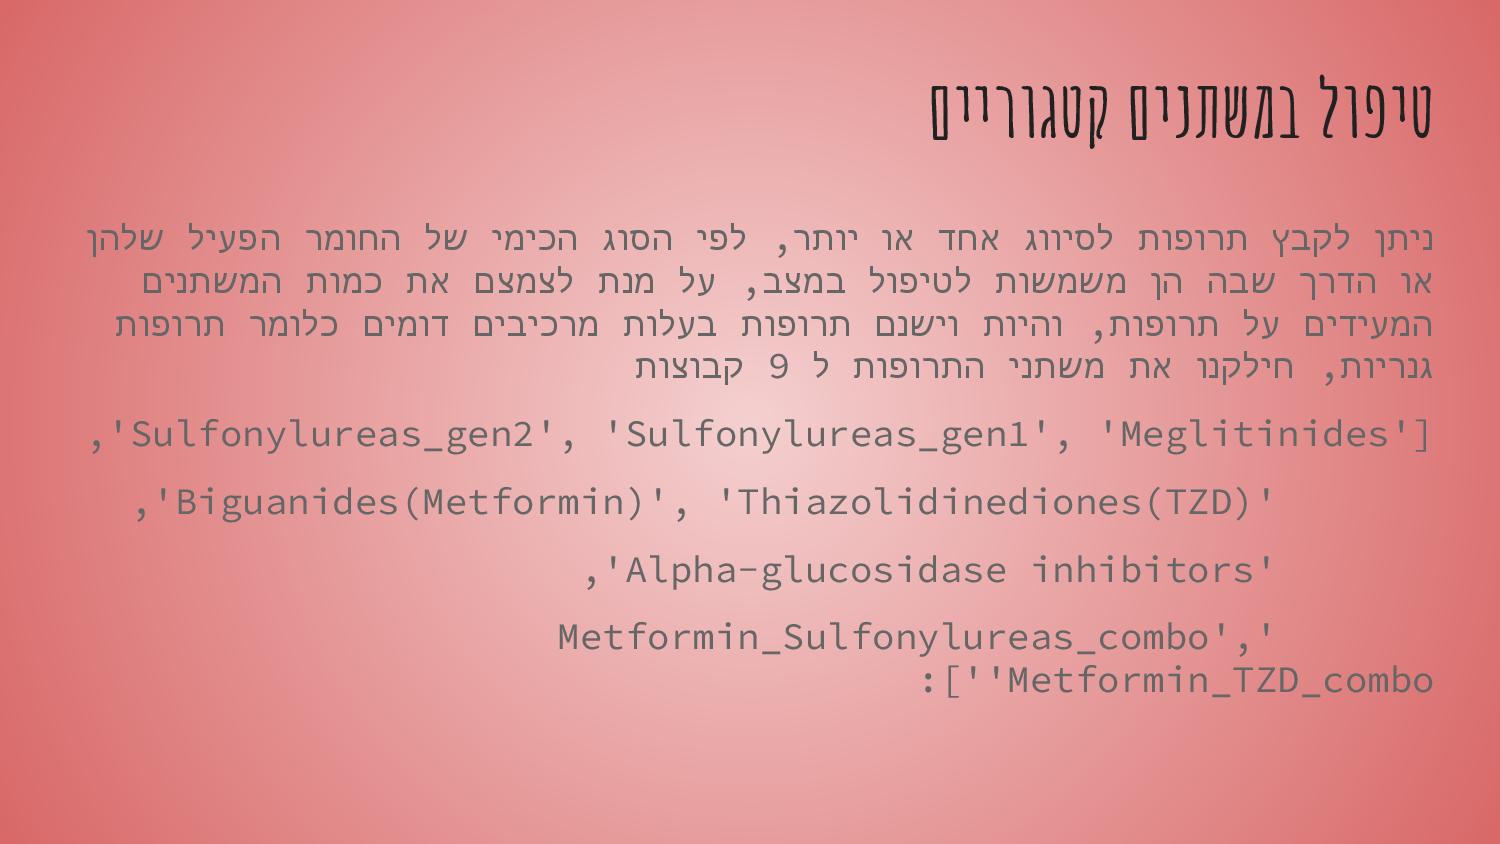 טיפול במשתנים קטגוריים
ניתן לקבץ תרופות לסיווג אחד או יותר, לפי הסוג הכימי של החומר הפעיל שלהן
או הדרך שבה הן משמשות לטיפול במצב, על מנת לצמצם את כמות המשתנים
המעידים על תרופות, והיות וישנם תרופות בעלות מרכיבים דומים כלומר תרופות
גנריות, חילקנו את משתני התרופות ל 9 קבוצות
,'Sulfonylureas_gen2', 'Sulfonylureas_gen1', 'Meglitinides']
,'Biguanides(Metformin)', 'Thiazolidinediones(TZD)'
,'Alpha-glucosidase inhibitors'
Metformin_Sulfonylureas_combo','
:[''Metformin_TZD_combo